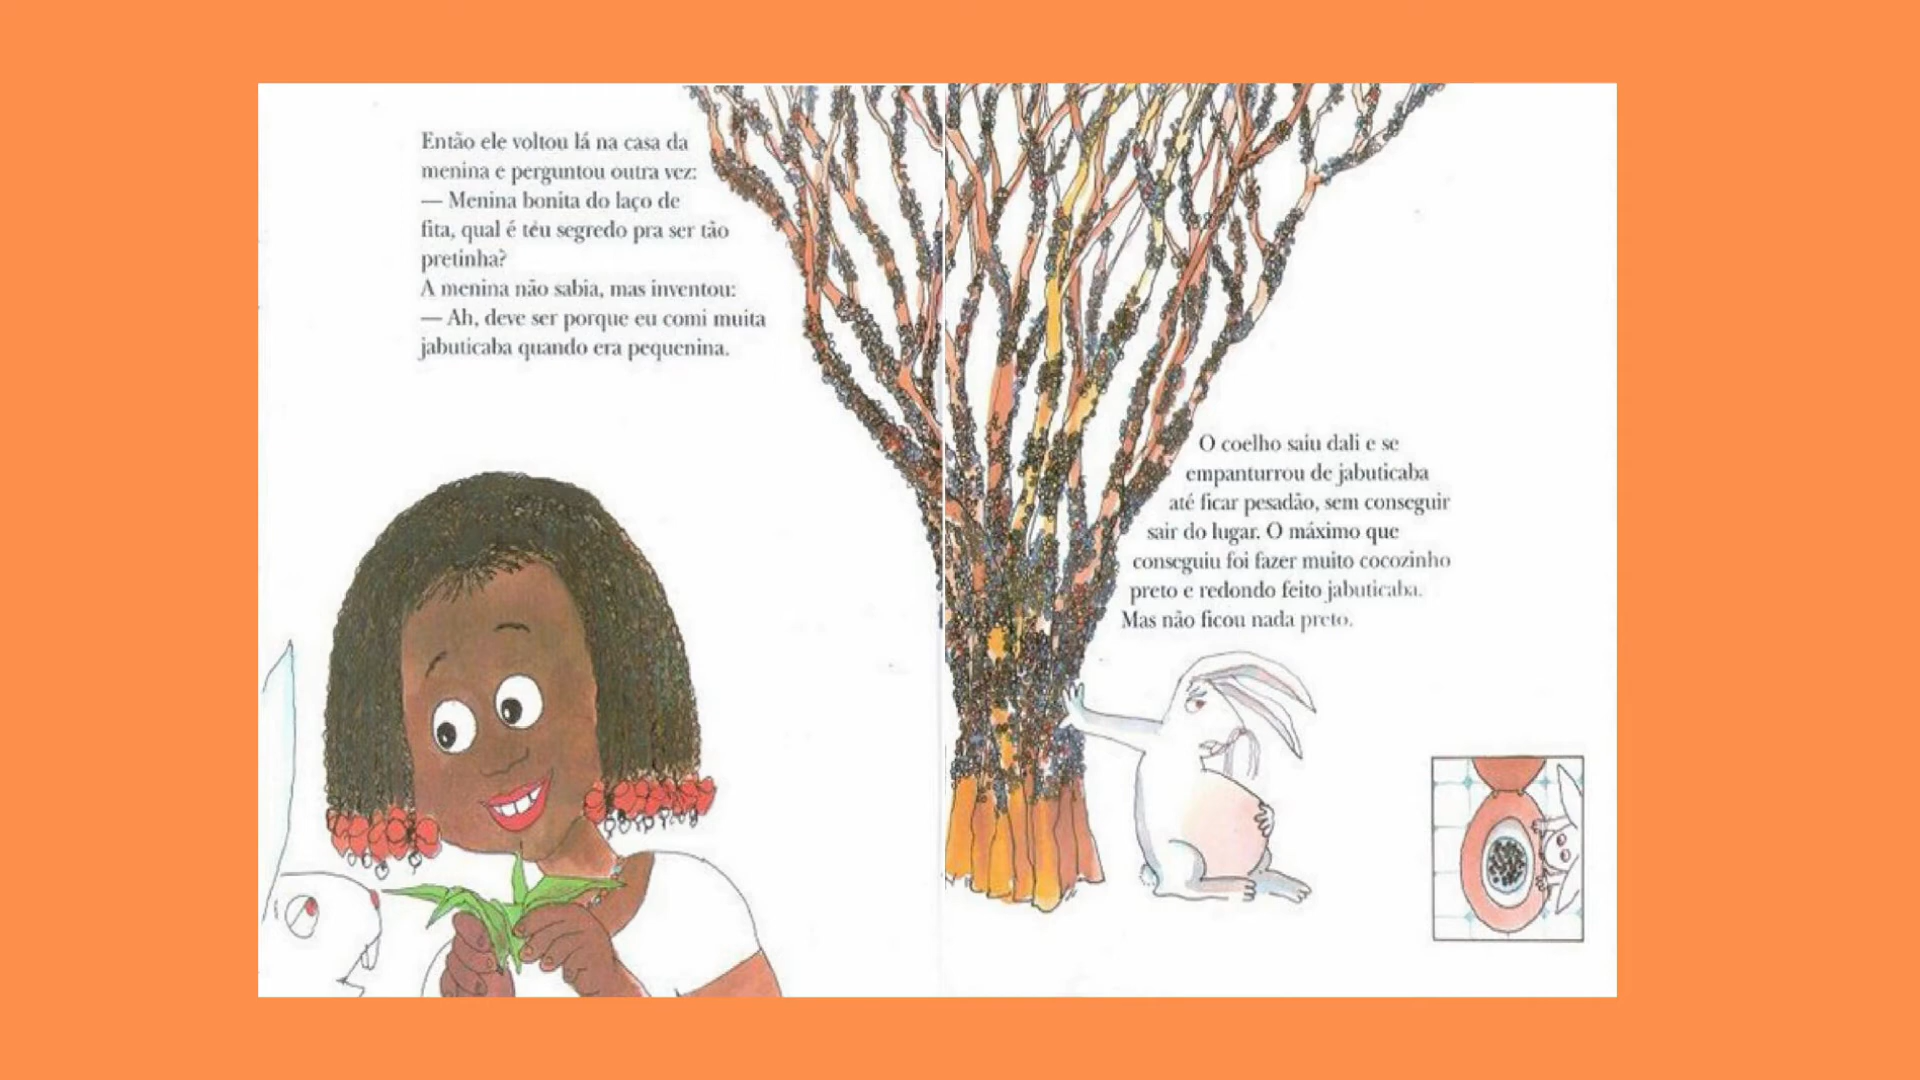 Então ele voltou lá na casa da
menina e perguntou outra vez:
— Menina bonita do laço de
fita, qual é téu segredo pra ser tão
pretinha?
A menina não sabia, mas inventou:
— Ah, deve ser porque eu comi muita
jabuticaba quando era pequenina.
O coelho saiu dali e se
empanturrou de jabuticaba
até ficar pesadão, sem conseguir
sair do lugar. O máximo que
conseguiu foi fazer muito cocozinho
preto e redondo feito jabuticaba.
Mas não ficou nada preto.